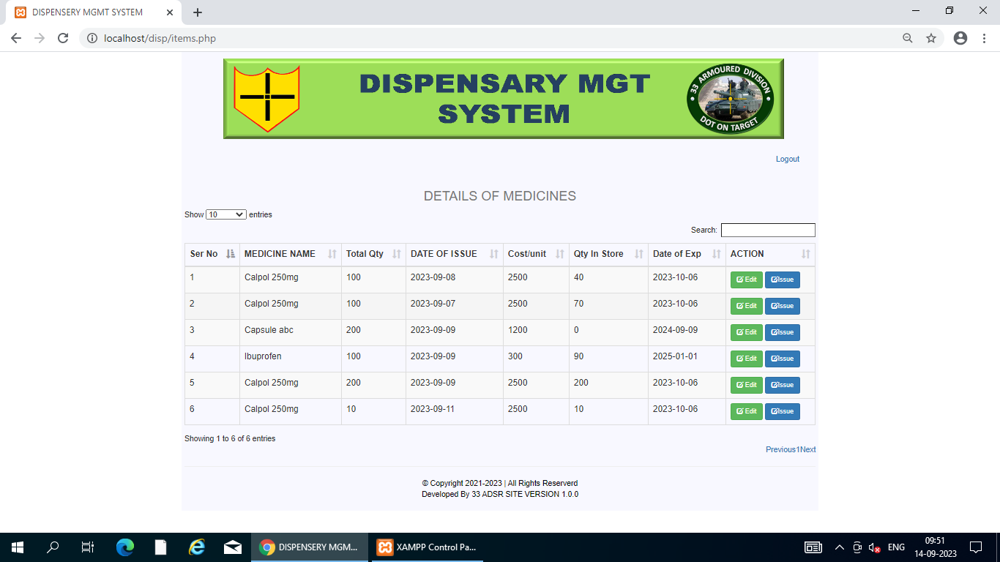 DISPENSERY MGMT SYSTEM
localhost/disp/items.php
DISPENSARY MGT
SYSTEM
33 ARMOURED DIVISION
DOT ON TARGET
Logout
DETAILS OF MEDICINES
Show 10 entries
Search:
Ser No MEDICINE NAME Total Qty DATE OF ISSUE Cost/unit Qty In Store Date of Exp ACTION
1 Calpol 250mg 100 2023-09-08 2500 40 2023-10-06 Edit Issue
2 Calpol 250mg 100 2023-09-07 2500 70 2023-10-06 Edit Issue
3 Capsule abc 200 2023-09-09 1200 0 2024-09-09 Edit Issue
4 Ibuprofen 100 2023-09-09 300 90 2025-01-01 Edit Issue
5 Calpol 250mg 200 2023-09-09 2500 200 2023-10-06 Edit Issue
6 Calpol 250mg 10 2023-09-11 2500 10 2023-10-06 Edit Issue
Showing 1 to 6 of 6 entries
Previous1Next
© Copyright 2021-2023 | All Rights Reserverd
Developed By 33 ADSR SITE VERSION 1.0.0
DISPENSERY MGM... XAMPP Control Pa... ENG 09:51
14-09-2023